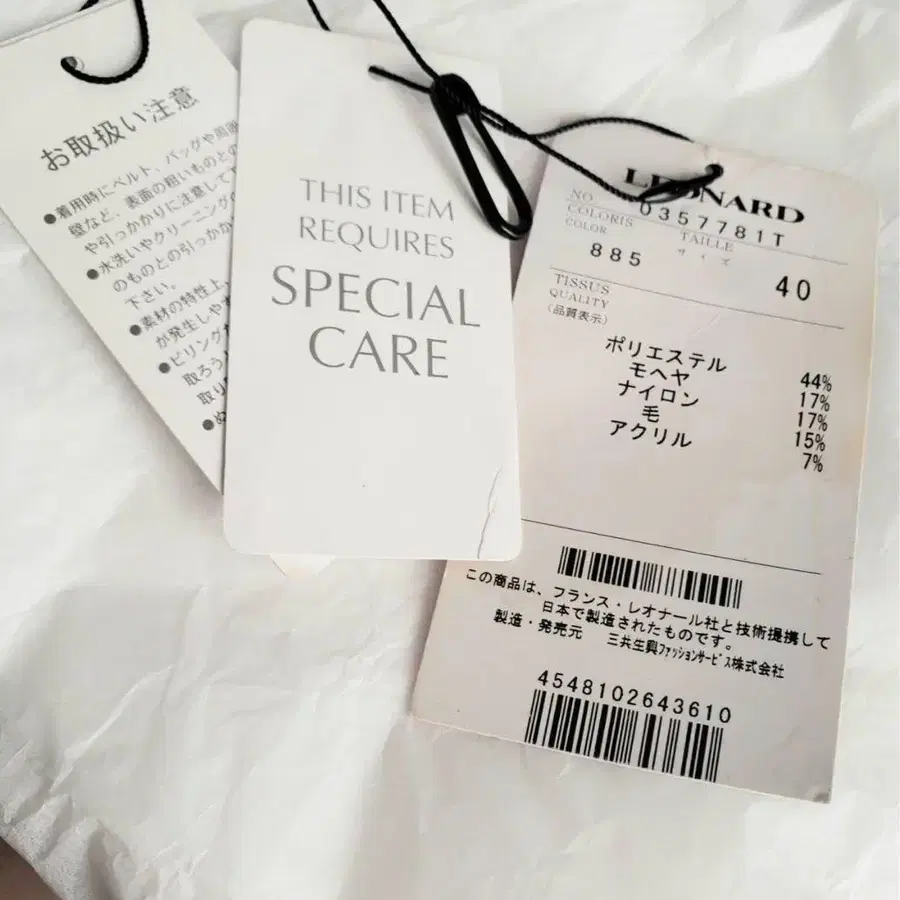 お取扱い注意
●着用時にベルト、バッグや周囲
壁など、表面の粗いものとの
や引っかかりに注意して下
●水洗いやクリーニングの
のものとの引っかか
下さい。
●素材の特性上、
が発生しや
●ピリングが
取ろう
取り
●ぬ
THIS ITEM
REQUIRES
SPECIAL
CARE
LEONARD
NO 0357781T
COLORIS TAILLE
COLOR サイズ
885 40
TISSUS
QUALITY
(品質表示)
ポリエステル 44%
モヘヤ 17%
ナイロン 17%
毛 15%
アクリル 7%
この商品は、フランス・レオナール社と技術提携して
日本で製造されたものです。
製造・発売元 三共生興ファッションサービス株式会社
4548102643610